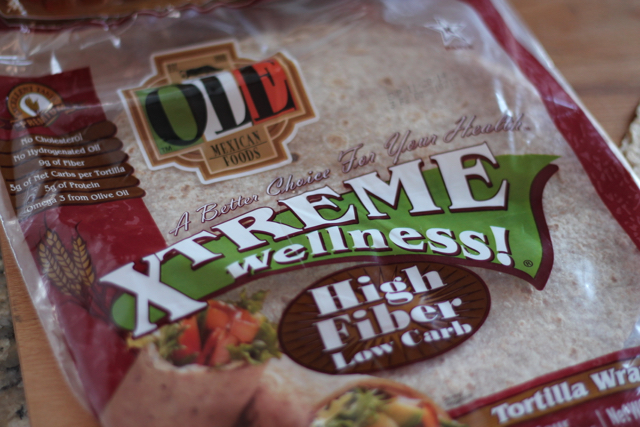 OLE
MEXICAN
FOODS
No Cholesterol
No Hydrogenated Oil
9g of Fiber
5g of Net Carbs per Tortilla
5g of Protein
Omega 3 from Olive Oil
A Better Choice For Your Health
XTREME
wellness!
High
Fiber
Low Carb
Tortilla Wra